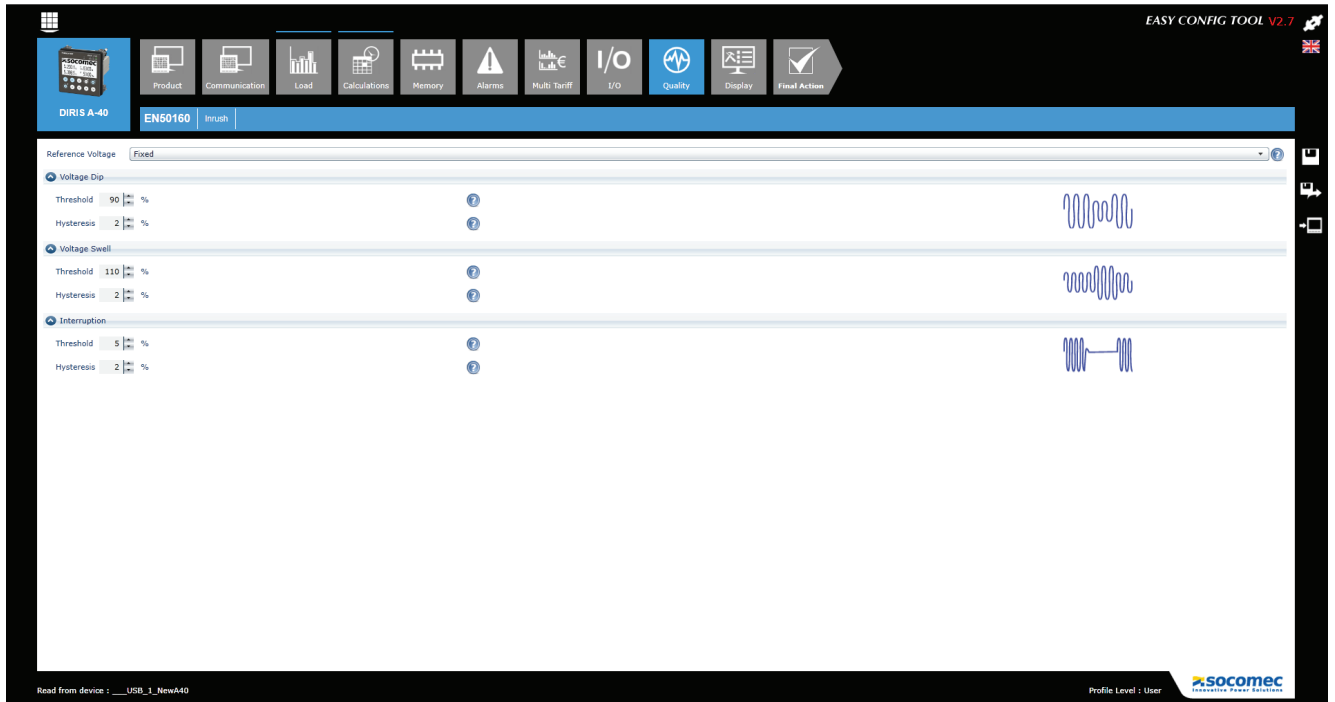 EASY CONFIG TOOL V2.7
socomec
Product
Communication
Load
Calculations
Memory
Alarms
€
Multi Tariff
I/O
I/O
Quality
Display
Final Action
DIRIS A-40
EN50160
Inrush
Reference Voltage Fixed
Voltage Dip
Threshold 90 %
Hysteresis 2 %
Voltage Swell
Threshold 110 %
Hysteresis 2 %
Interruption
Threshold 5 %
Hysteresis 2 %
Read from device : ___USB_1_NewA40
Profile Level : User
socomec
Innovative Power Solutions